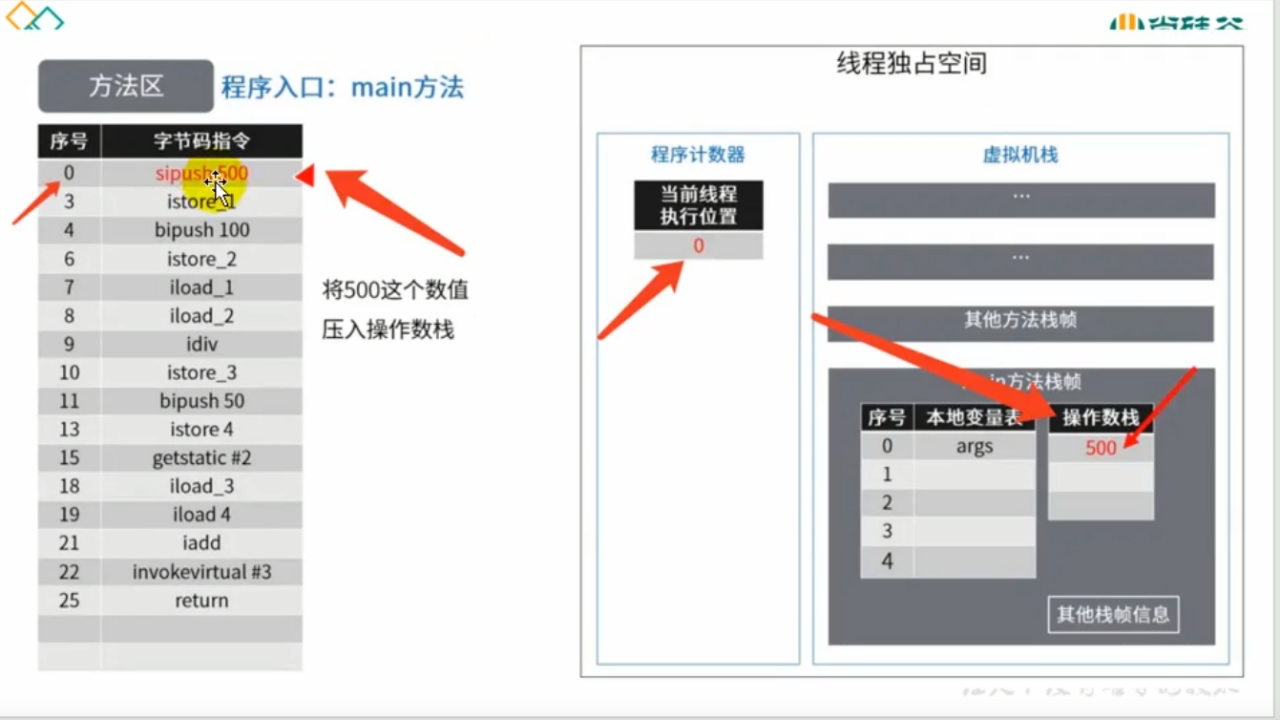 尚硅谷
方法区 程序入口：main方法
序号 字节码指令
0 sipush 500
3 istore_1
4 bipush 100
6 istore_2
7 iload_1
8 iload_2
9 idiv
10 istore_3
11 bipush 50
13 istore 4
15 getstatic #2
18 iload_3
19 iload 4
21 iadd
22 invokevirtual #3
25 return
将500这个数值
压入操作数栈
线程独占空间
程序计数器
当前线程
执行位置
0
虚拟机栈
...
...
其他方法栈帧
main方法栈帧
序号 本地变量表
0 args
1
2
3
4
操作数栈
500
其他栈帧信息